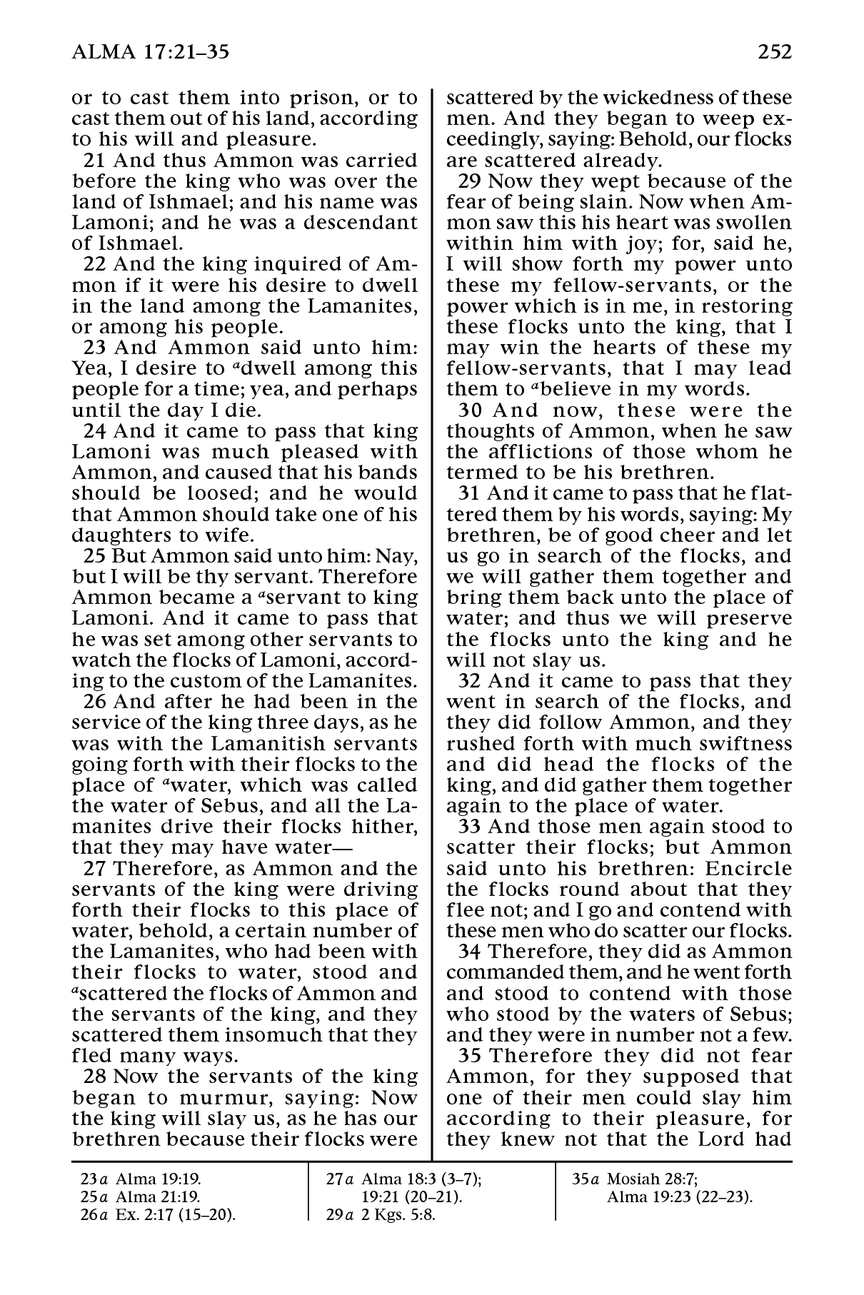 ALMA 17:21–35
252
or to cast them into prison, or to
cast them out of his land, according
to his will and pleasure.
21 And thus Ammon was carried
before the king who was over the
land of Ishmael; and his name was
Lamoni; and he was a descendant
of Ishmael.
22 And the king inquired of Am-
mon if it were his desire to dwell
in the land among the Lamanites,
or among his people.
23 And Ammon said unto him:
Yea, I desire to adwell among this
people for a time; yea, and perhaps
until the day I die.
24 And it came to pass that king
Lamoni was much pleased with
Ammon, and caused that his bands
should be loosed; and he would
that Ammon should take one of his
daughters to wife.
25 But Ammon said unto him: Nay,
but I will be thy servant. Therefore
Ammon became a aservant to king
Lamoni. And it came to pass that
he was set among other servants to
watch the flocks of Lamoni, accord-
ing to the custom of the Lamanites.
26 And after he had been in the
service of the king three days, as he
was with the Lamanitish servants
going forth with their flocks to the
place of awater, which was called
the water of Sebus, and all the La-
manites drive their flocks hither,
that they may have water—
27 Therefore, as Ammon and the
servants of the king were driving
forth their flocks to this place of
water, behold, a certain number of
the Lamanites, who had been with
their flocks to water, stood and
ascattered the flocks of Ammon and
the servants of the king, and they
scattered them insomuch that they
fled many ways.
28 Now the servants of the king
began to murmur, saying: Now
the king will slay us, as he has our
brethren because their flocks were
scattered by the wickedness of these
men. And they began to weep ex-
ceedingly, saying: Behold, our flocks
are scattered already.
29 Now they wept because of the
fear of being slain. Now when Am-
mon saw this his heart was swollen
within him with joy; for, said he,
I will show forth my power unto
these my fellow-servants, or the
power which is in me, in restoring
these flocks unto the king, that I
may win the hearts of these my
fellow-servants, that I may lead
them to abelieve in my words.
30 And now, these were the
thoughts of Ammon, when he saw
the afflictions of those whom he
termed to be his brethren.
31 And it came to pass that he flat-
tered them by his words, saying: My
brethren, be of good cheer and let
us go in search of the flocks, and
we will gather them together and
bring them back unto the place of
water; and thus we will preserve
the flocks unto the king and he
will not slay us.
32 And it came to pass that they
went in search of the flocks, and
they did follow Ammon, and they
rushed forth with much swiftness
and did head the flocks of the
king, and did gather them together
again to the place of water.
33 And those men again stood to
scatter their flocks; but Ammon
said unto his brethren: Encircle
the flocks round about that they
flee not; and I go and contend with
these men who do scatter our flocks.
34 Therefore, they did as Ammon
commanded them, and he went forth
and stood to contend with those
who stood by the waters of Sebus;
and they were in number not a few.
35 Therefore they did not fear
Ammon, for they supposed that
one of their men could slay him
according to their pleasure, for
they knew not that the Lord had
23a Alma 19:19.
25a Alma 21:19.
26a Ex. 2:17 (15–20).
27a Alma 18:3 (3–7);
19:21 (20–21).
29a 2 Kgs. 5:8.
35a Mosiah 28:7;
Alma 19:23 (22–23).